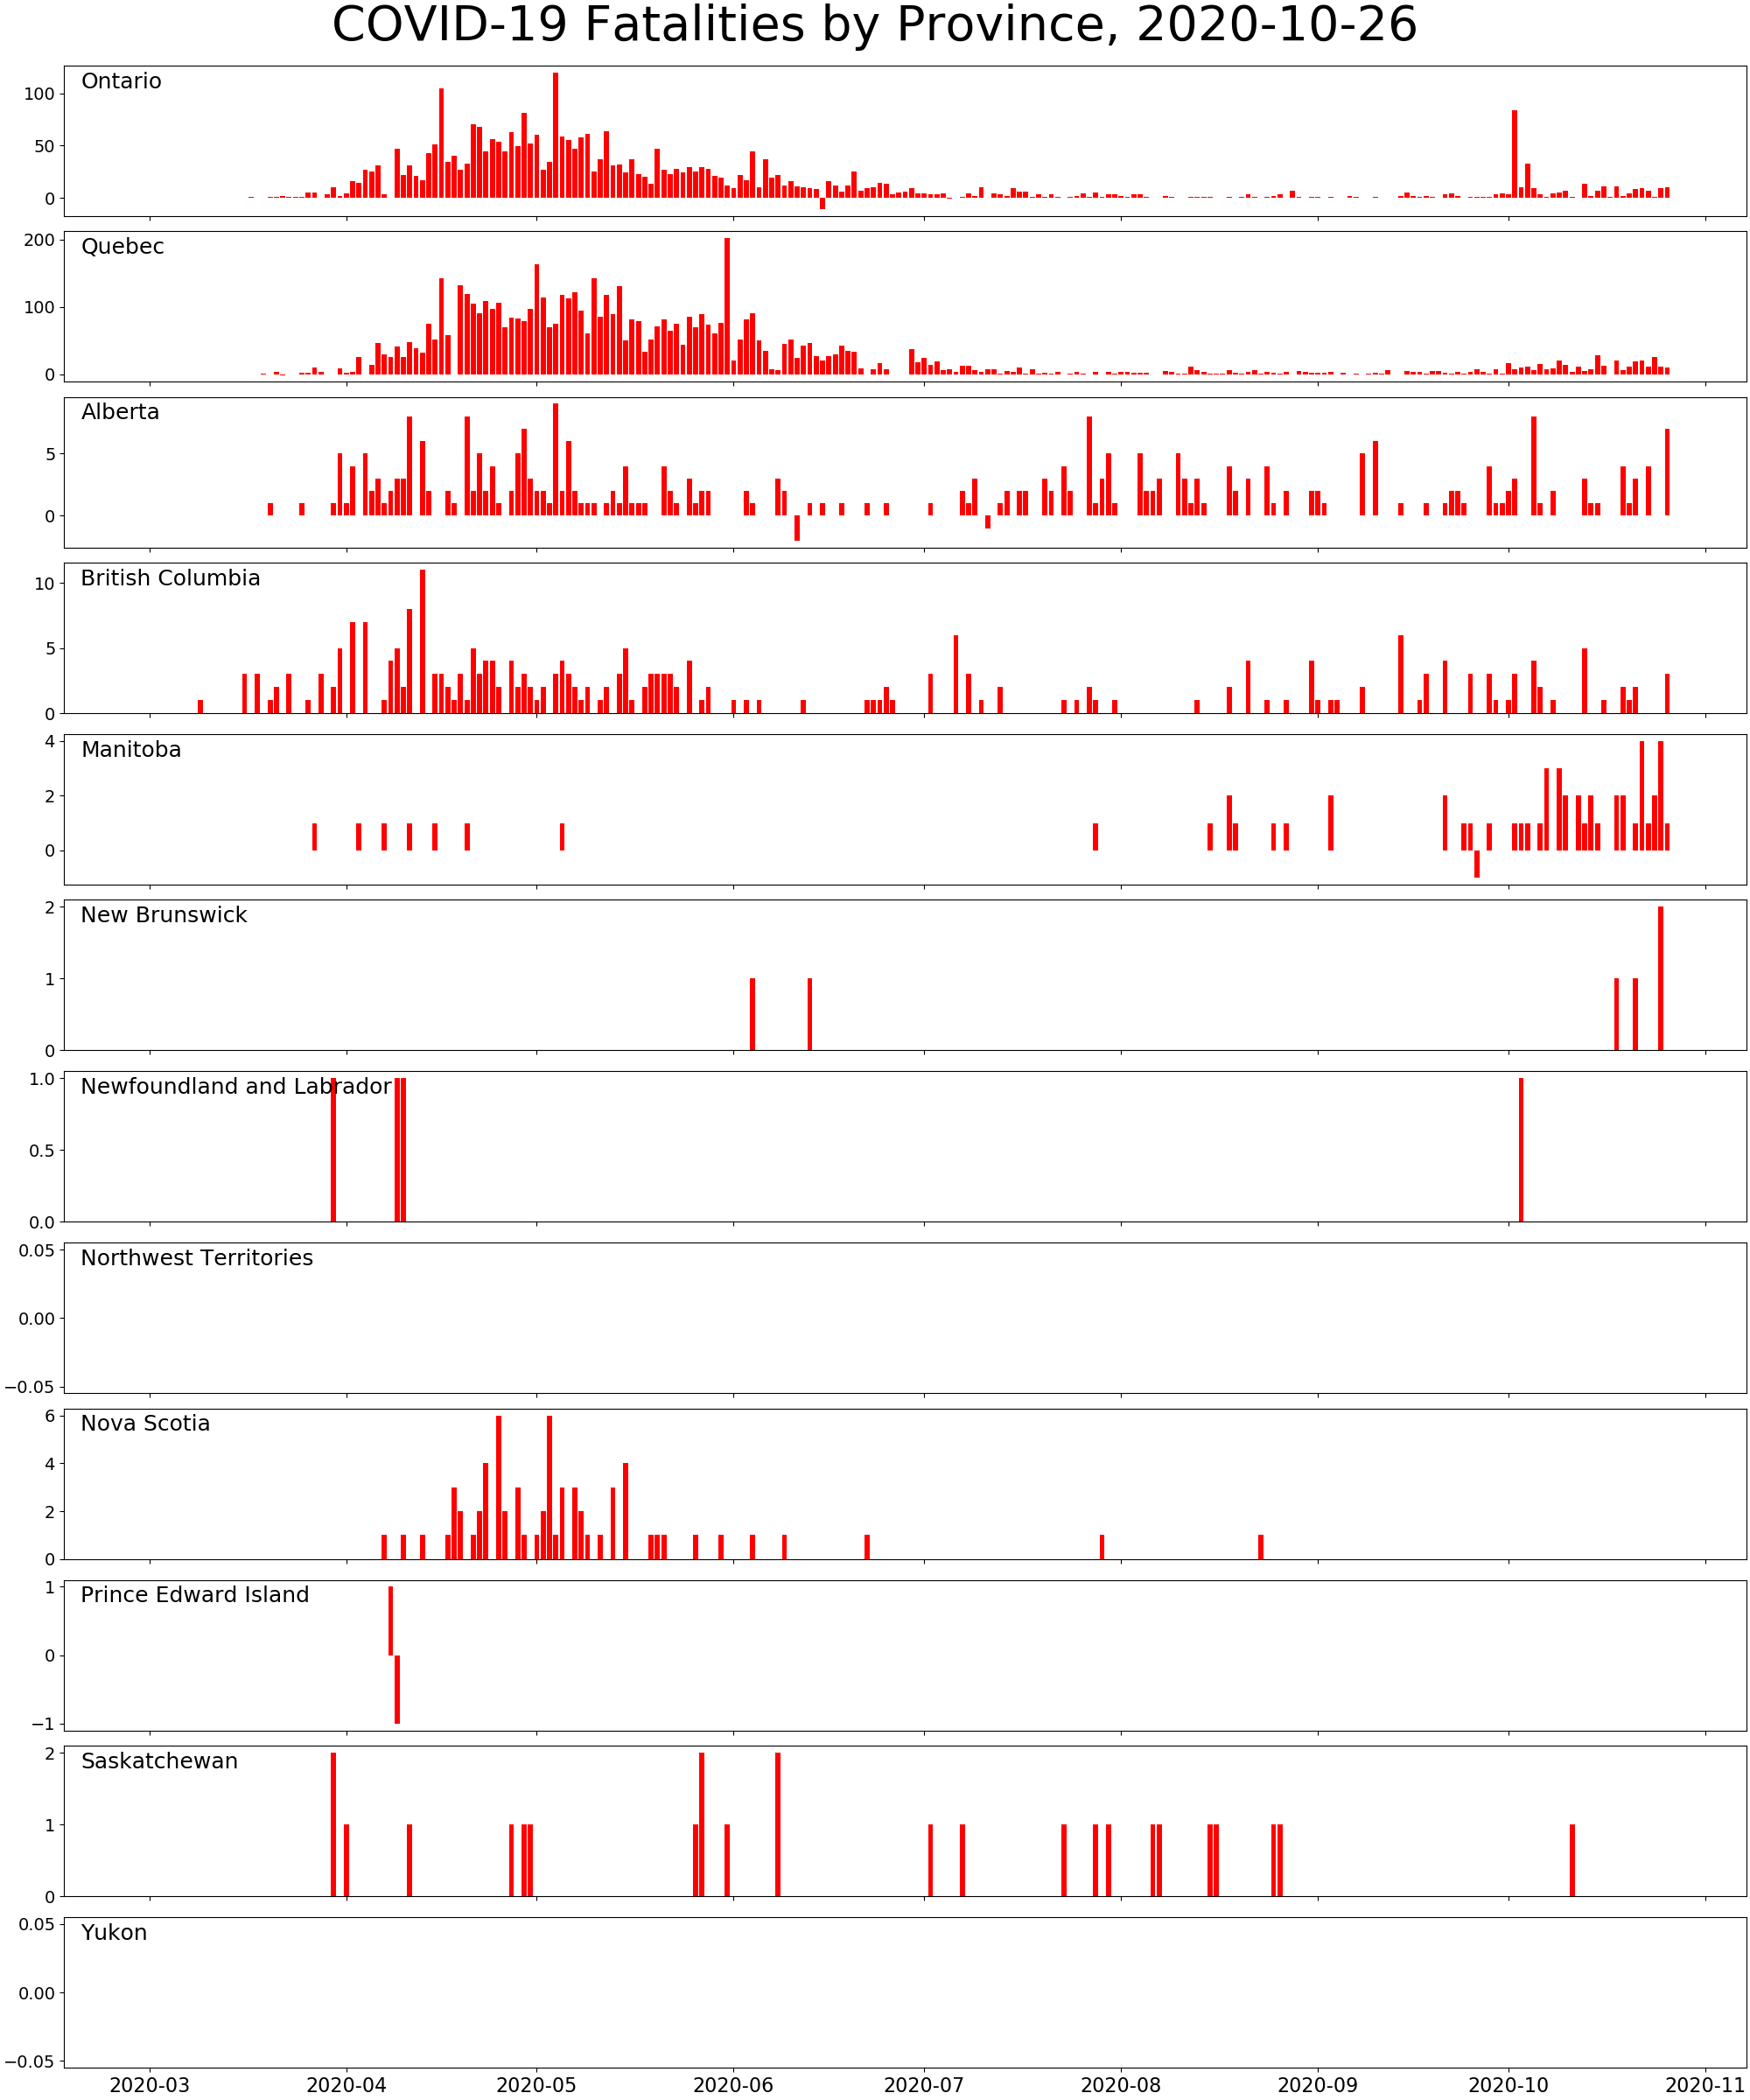 COVID-19 Fatalities by Province, 2020-10-26
Ontario
100
50
0
Quebec
200
100
0
Alberta
5
0
British Columbia
10
5
0
Manitoba
4
2
0
New Brunswick
2
1
0
Newfoundland and Labrador
1.0
0.5
0.0
Northwest Territories
0.05
0.00
−0.05
Nova Scotia
6
4
2
0
Prince Edward Island
1
0
−1
Saskatchewan
2
1
0
Yukon
0.05
0.00
−0.05
2020-03 2020-04 2020-05 2020-06 2020-07 2020-08 2020-09 2020-10 2020-11